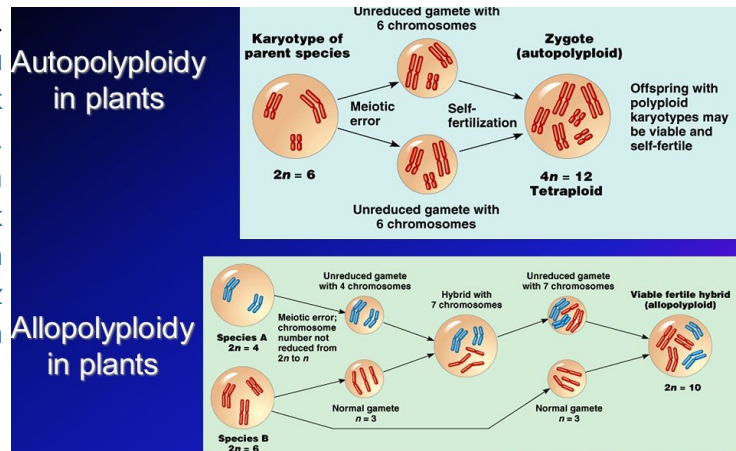 Autopolyploidy
in plants
Karyotype of
parent species
2n = 6
Meiotic
error
Unreduced gamete with
6 chromosomes
Unreduced gamete with
6 chromosomes
Self-
fertilization
Zygote
(autopolyploid)
4n = 12
Tetraploid
Offspring with
polyploid
karyotypes may
be viable and
self-fertile
Allopolyploidy
in plants
Species A
2n = 4
Species B
2n = 6
Meiotic error;
chromosome
number not
reduced from
2n to n
Unreduced gamete
with 4 chromosomes
Normal gamete
n = 3
Hybrid with
7 chromosomes
Unreduced gamete
with 7 chromosomes
Normal gamete
n = 3
Viable fertile hybrid
(allopolyploid)
2n = 10